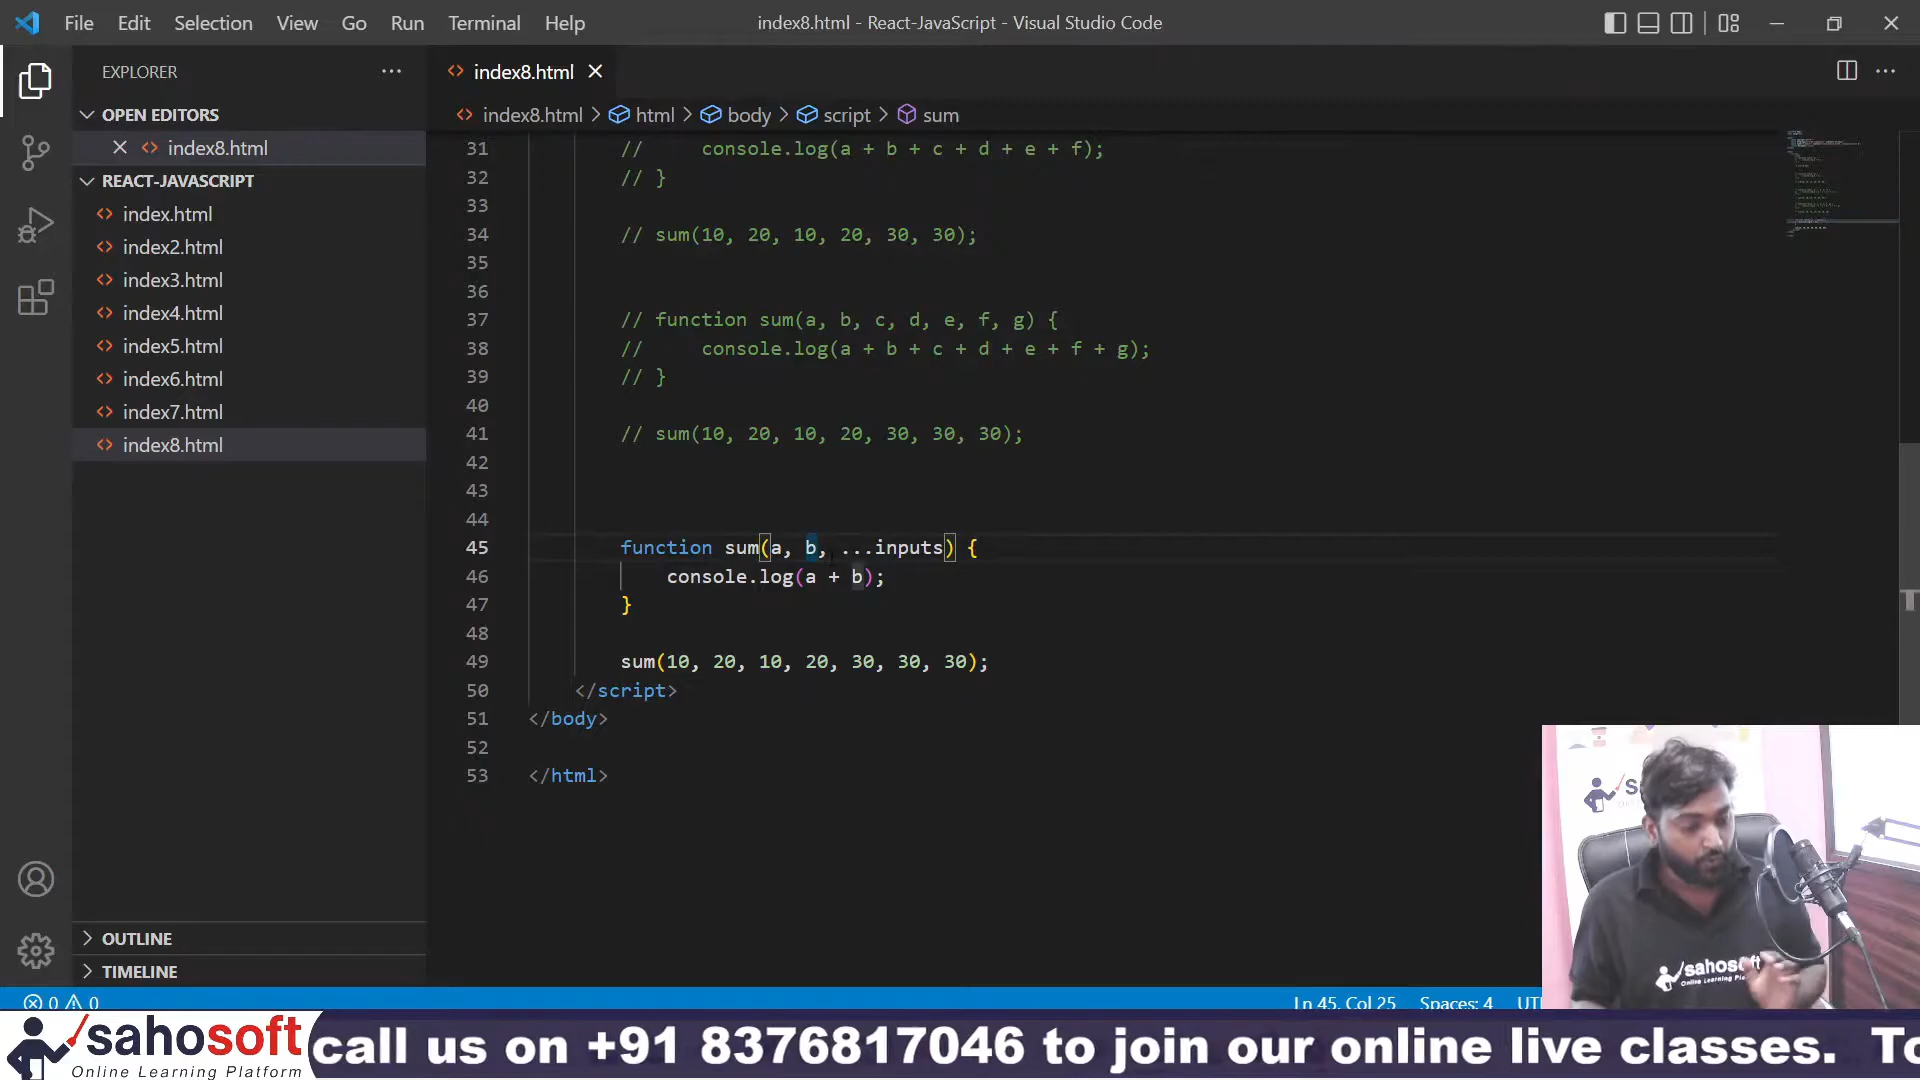 File Edit Selection View Go Run Terminal Help
index8.html - React-JavaScript - Visual Studio Code
EXPLORER
OPEN EDITORS
index8.html
REACT-JAVASCRIPT
index.html
index2.html
index3.html
index4.html
index5.html
index6.html
index7.html
index8.html
OUTLINE
TIMELINE
index8.html
index8.html > html > body > script > sum
31 // console.log(a + b + c + d + e + f);
32 // }
33
34 // sum(10, 20, 10, 20, 30, 30);
35
36
37 // function sum(a, b, c, d, e, f, g) {
38 // console.log(a + b + c + d + e + f + g);
39 // }
40
41 // sum(10, 20, 10, 20, 30, 30, 30);
42
43
44
45 function sum(a, b, ...inputs) {
46 console.log(a + b);
47 }
48
49 sum(10, 20, 10, 20, 30, 30, 30);
50 </script>
51 </body>
52
53 </html>
0 0
Ln 45, Col 25 Spaces: 4
sahosoft
Online Learning Platform
sahosoft
call us on +91 8376817046 to join our online live classes. To